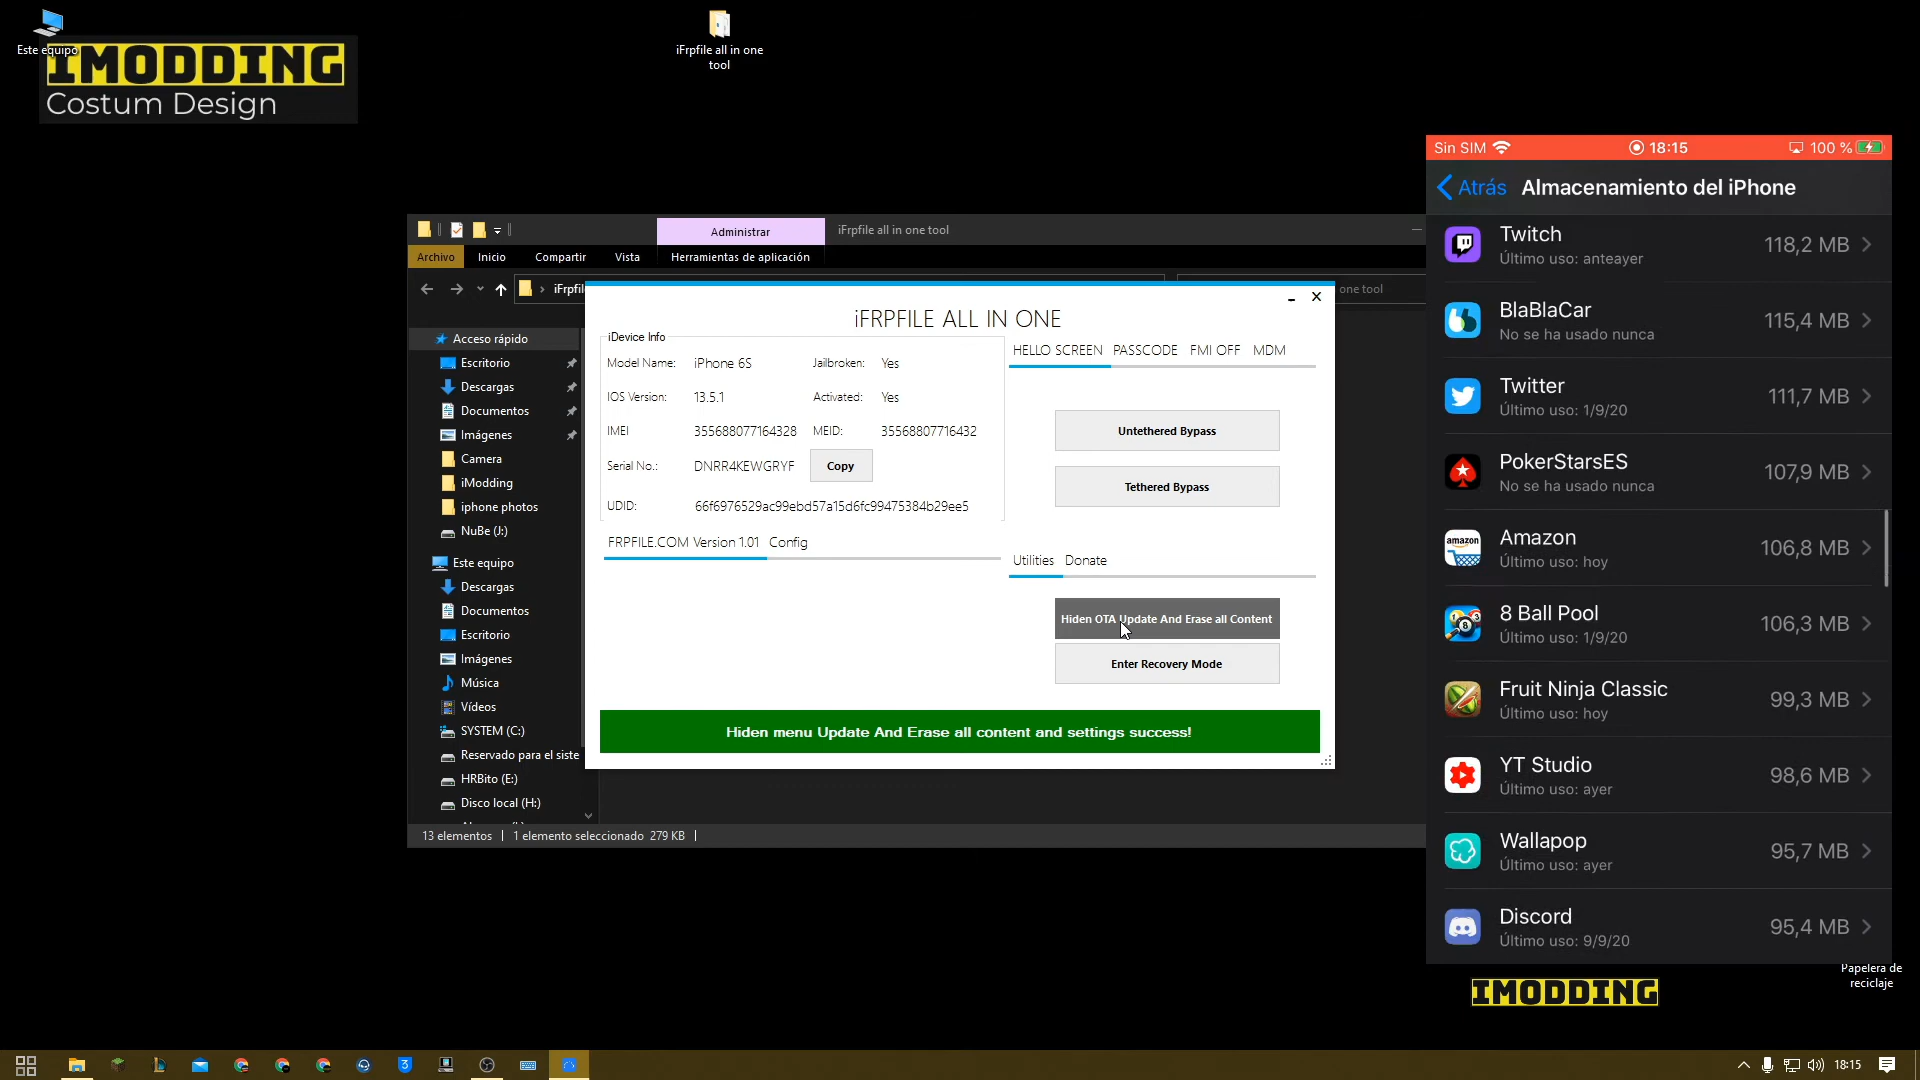 Este equipo
IMODDING
Costum Design
iFrpfile all in one
tool
Administrar
iFrpfile all in one tool
Archivo
Inicio
Compartir
Vista
Herramientas de aplicación
iFrpfil
one tool
Acceso rápido
Escritorio
Descargas
Documentos
Imágenes
Camera
iModding
iphone photos
NuBe (J:)
Este equipo
Descargas
Documentos
Escritorio
Imágenes
Música
Vídeos
SYSTEM (C:)
Reservado para el siste
HRBito (E:)
Disco local (H:)
13 elementos
1 elemento seleccionado 279 KB
iFRPFILE ALL IN ONE
iDevice Info
Model Name: iPhone 6S Jailbroken: Yes
IOS Version: 13.5.1 Activated: Yes
IMEI 355688077164328 MEID: 35568807716432
Serial No.: DNRR4KEWGRYF Copy
UDID: 66f6976529ac99ebd57a15d6fc99475384b29ee5
FRPFILE.COM Version 1.01 Config
HELLO SCREEN PASSCODE FMI OFF MDM
Untethered Bypass
Tethered Bypass
Utilities Donate
Hiden OTA Update And Erase all Content
Enter Recovery Mode
Hiden menu Update And Erase all content and settings success!
Sin SIM 18:15 100 %
Atrás Almacenamiento del iPhone
Twitch
Último uso: anteayer
118,2 MB
BlaBlaCar
No se ha usado nunca
115,4 MB
Twitter
Último uso: 1/9/20
111,7 MB
PokerStarsES
No se ha usado nunca
107,9 MB
amazon
Amazon
Último uso: hoy
106,8 MB
8 Ball Pool
Último uso: 1/9/20
106,3 MB
Fruit Ninja Classic
Último uso: hoy
99,3 MB
YT Studio
Último uso: ayer
98,6 MB
Wallapop
Último uso: ayer
95,7 MB
Discord
Último uso: 9/9/20
95,4 MB
Papelera de
reciclaje
IMODDING
18:15